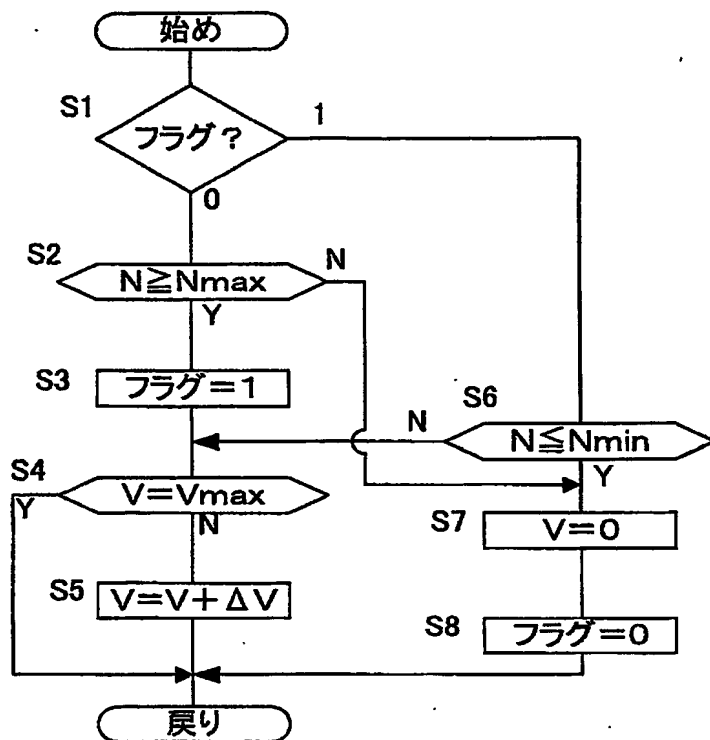 始め
S1
フラグ?
1
0
S2
N≧Nmax
N
Y
S3
フラグ=1
S6
N
N≦Nmin
Y
S4
Y
V=Vmax
N
S7
V=0
S5
V=V+ΔV
S8
フラグ=0
戻り